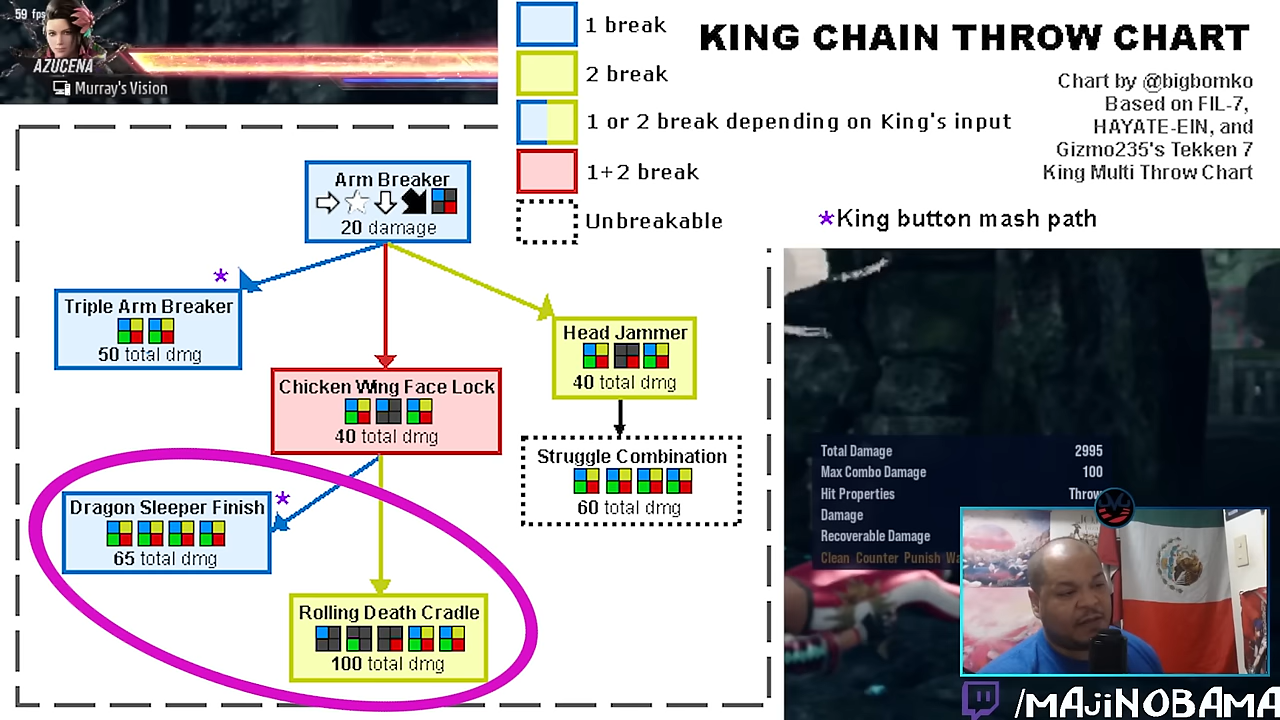 59 fps
AZUCENA
Murray's Vision
1 break
2 break
1 or 2 break depending on King's input
1+2 break
Unbreakable
KING CHAIN THROW CHART
Chart by @bigbomko
Based on FIL-7,
HAYATE-EIN, and
Gizmo235's Tekken 7
King Multi Throw Chart
*King button mash path
Arm Breaker
20 damage
*
Triple Arm Breaker
50 total dmg
Head Jammer
40 total dmg
Chicken Wing Face Lock
40 total dmg
Struggle Combination
60 total dmg
*
Dragon Sleeper Finish
65 total dmg
Rolling Death Cradle
100 total dmg
Total Damage 2995
Max Combo Damage 100
Hit Properties Throw
Damage
Recoverable Damage
Clean Counter Punish
/MAJiNOBAMA